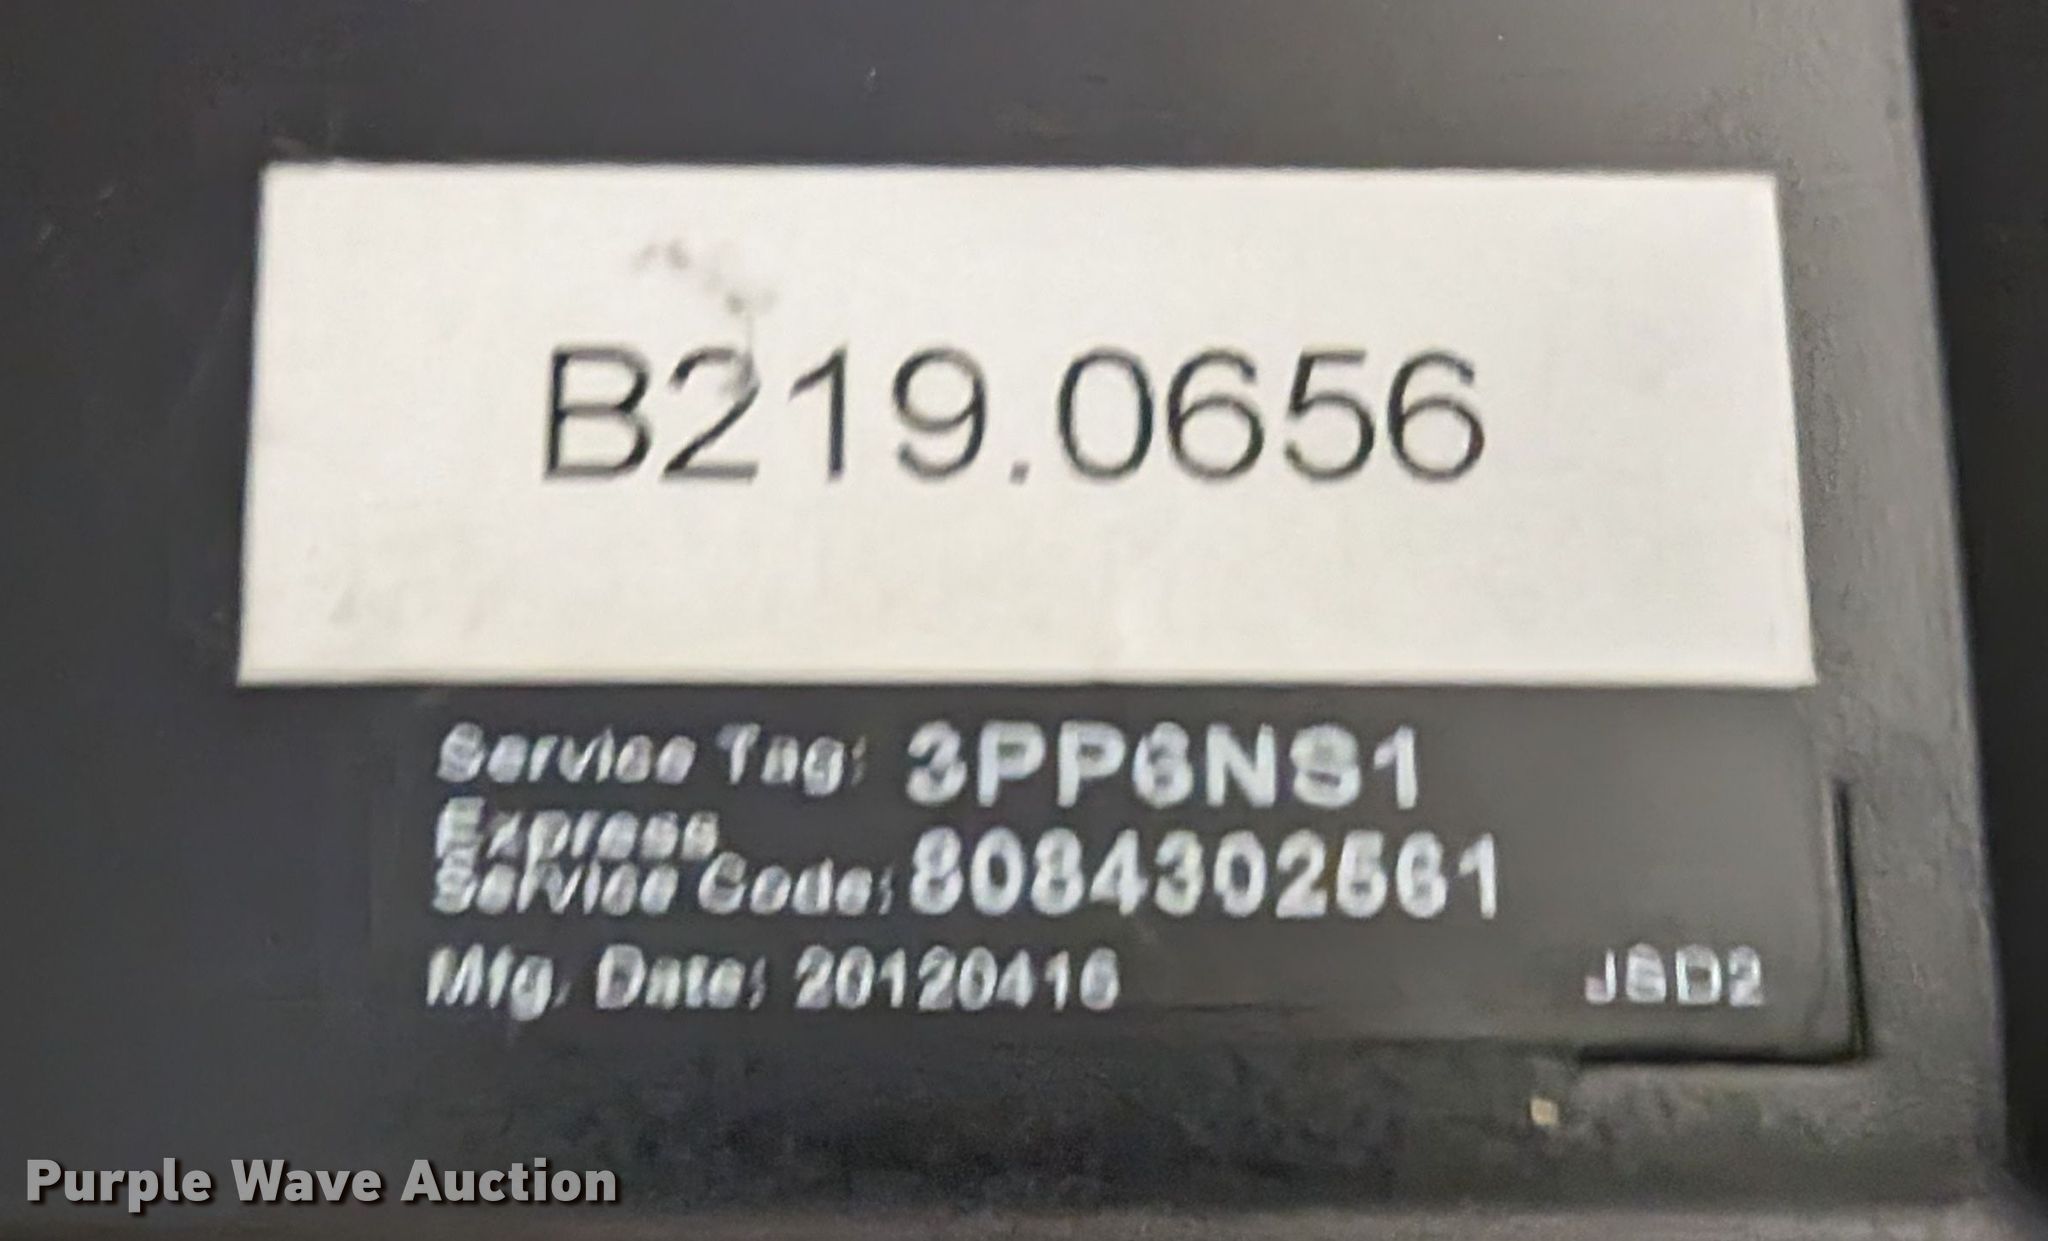 B219.0656
Service Tag: 3PP6NS1
Express
Service Code: 8084302561
Mfg. Date: 20120416 JSD2
Purple Wave Auction